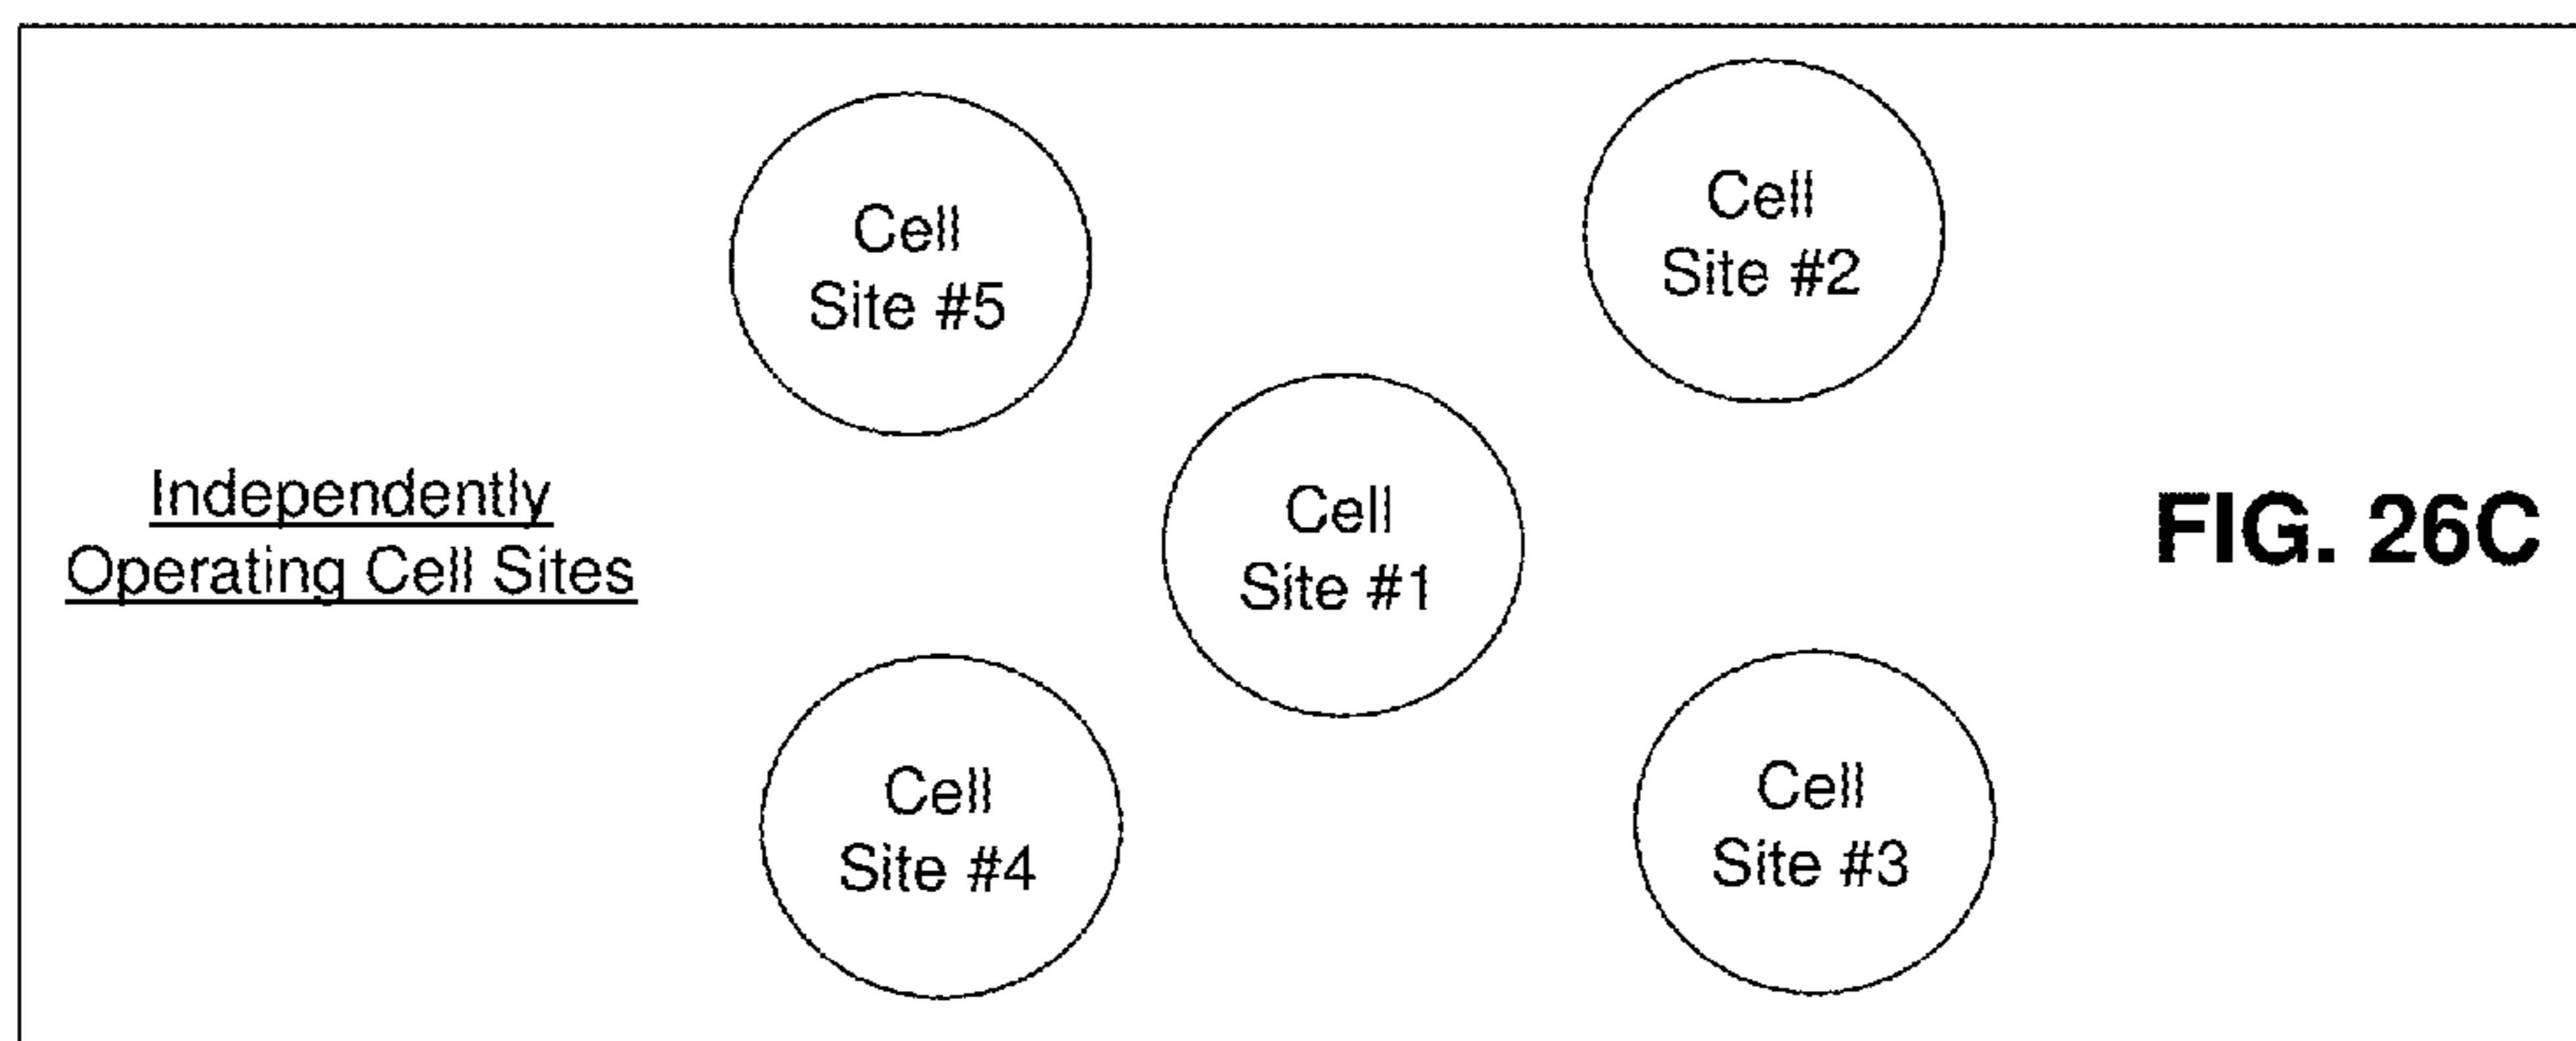 Cell
Site #5
Cell
Site #2
Independently
Operating Cell Sites
Cell
Site #1
FIG. 26C
Cell
Site #4
Cell
Site #3